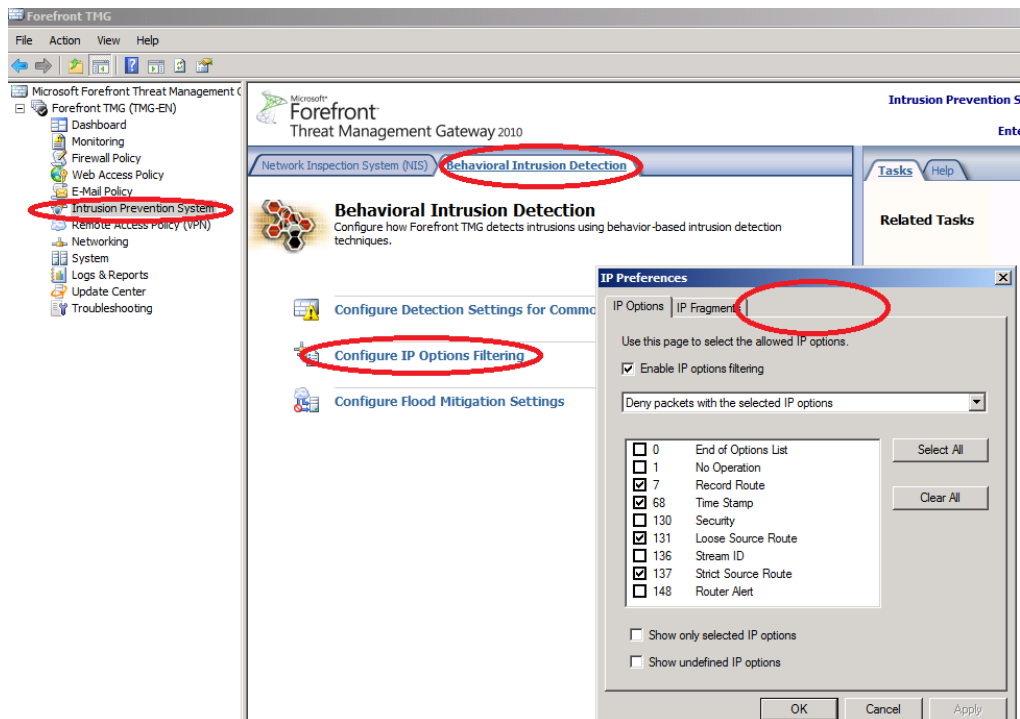 Forefront TMG
File Action View Help
Microsoft Forefront Threat Management G
Forefront TMG (TMG-EN)
Dashboard
Monitoring
Firewall Policy
Web Access Policy
E-Mail Policy
Intrusion Prevention System
Remote Access Policy (VPN)
Networking
System
Logs & Reports
Update Center
Troubleshooting
Microsoft
Forefront
Threat Management Gateway 2010
Intrusion Prevention S
Ente
Network Inspection System (NIS)
Behavioral Intrusion Detection
Tasks
Help
Related Tasks
Behavioral Intrusion Detection
Configure how Forefront TMG detects intrusions using behavior-based intrusion detection
techniques.
Configure Detection Settings for Commo
Configure IP Options Filtering
Configure Flood Mitigation Settings
IP Preferences
IP Options
IP Fragments
Use this page to select the allowed IP options.
Enable IP options filtering
Deny packets with the selected IP options
0 End of Options List
1 No Operation
7 Record Route
68 Time Stamp
130 Security
131 Loose Source Route
136 Stream ID
137 Strict Source Route
148 Router Alert
Select All
Clear All
Show only selected IP options
Show undefined IP options
OK
Cancel
Apply